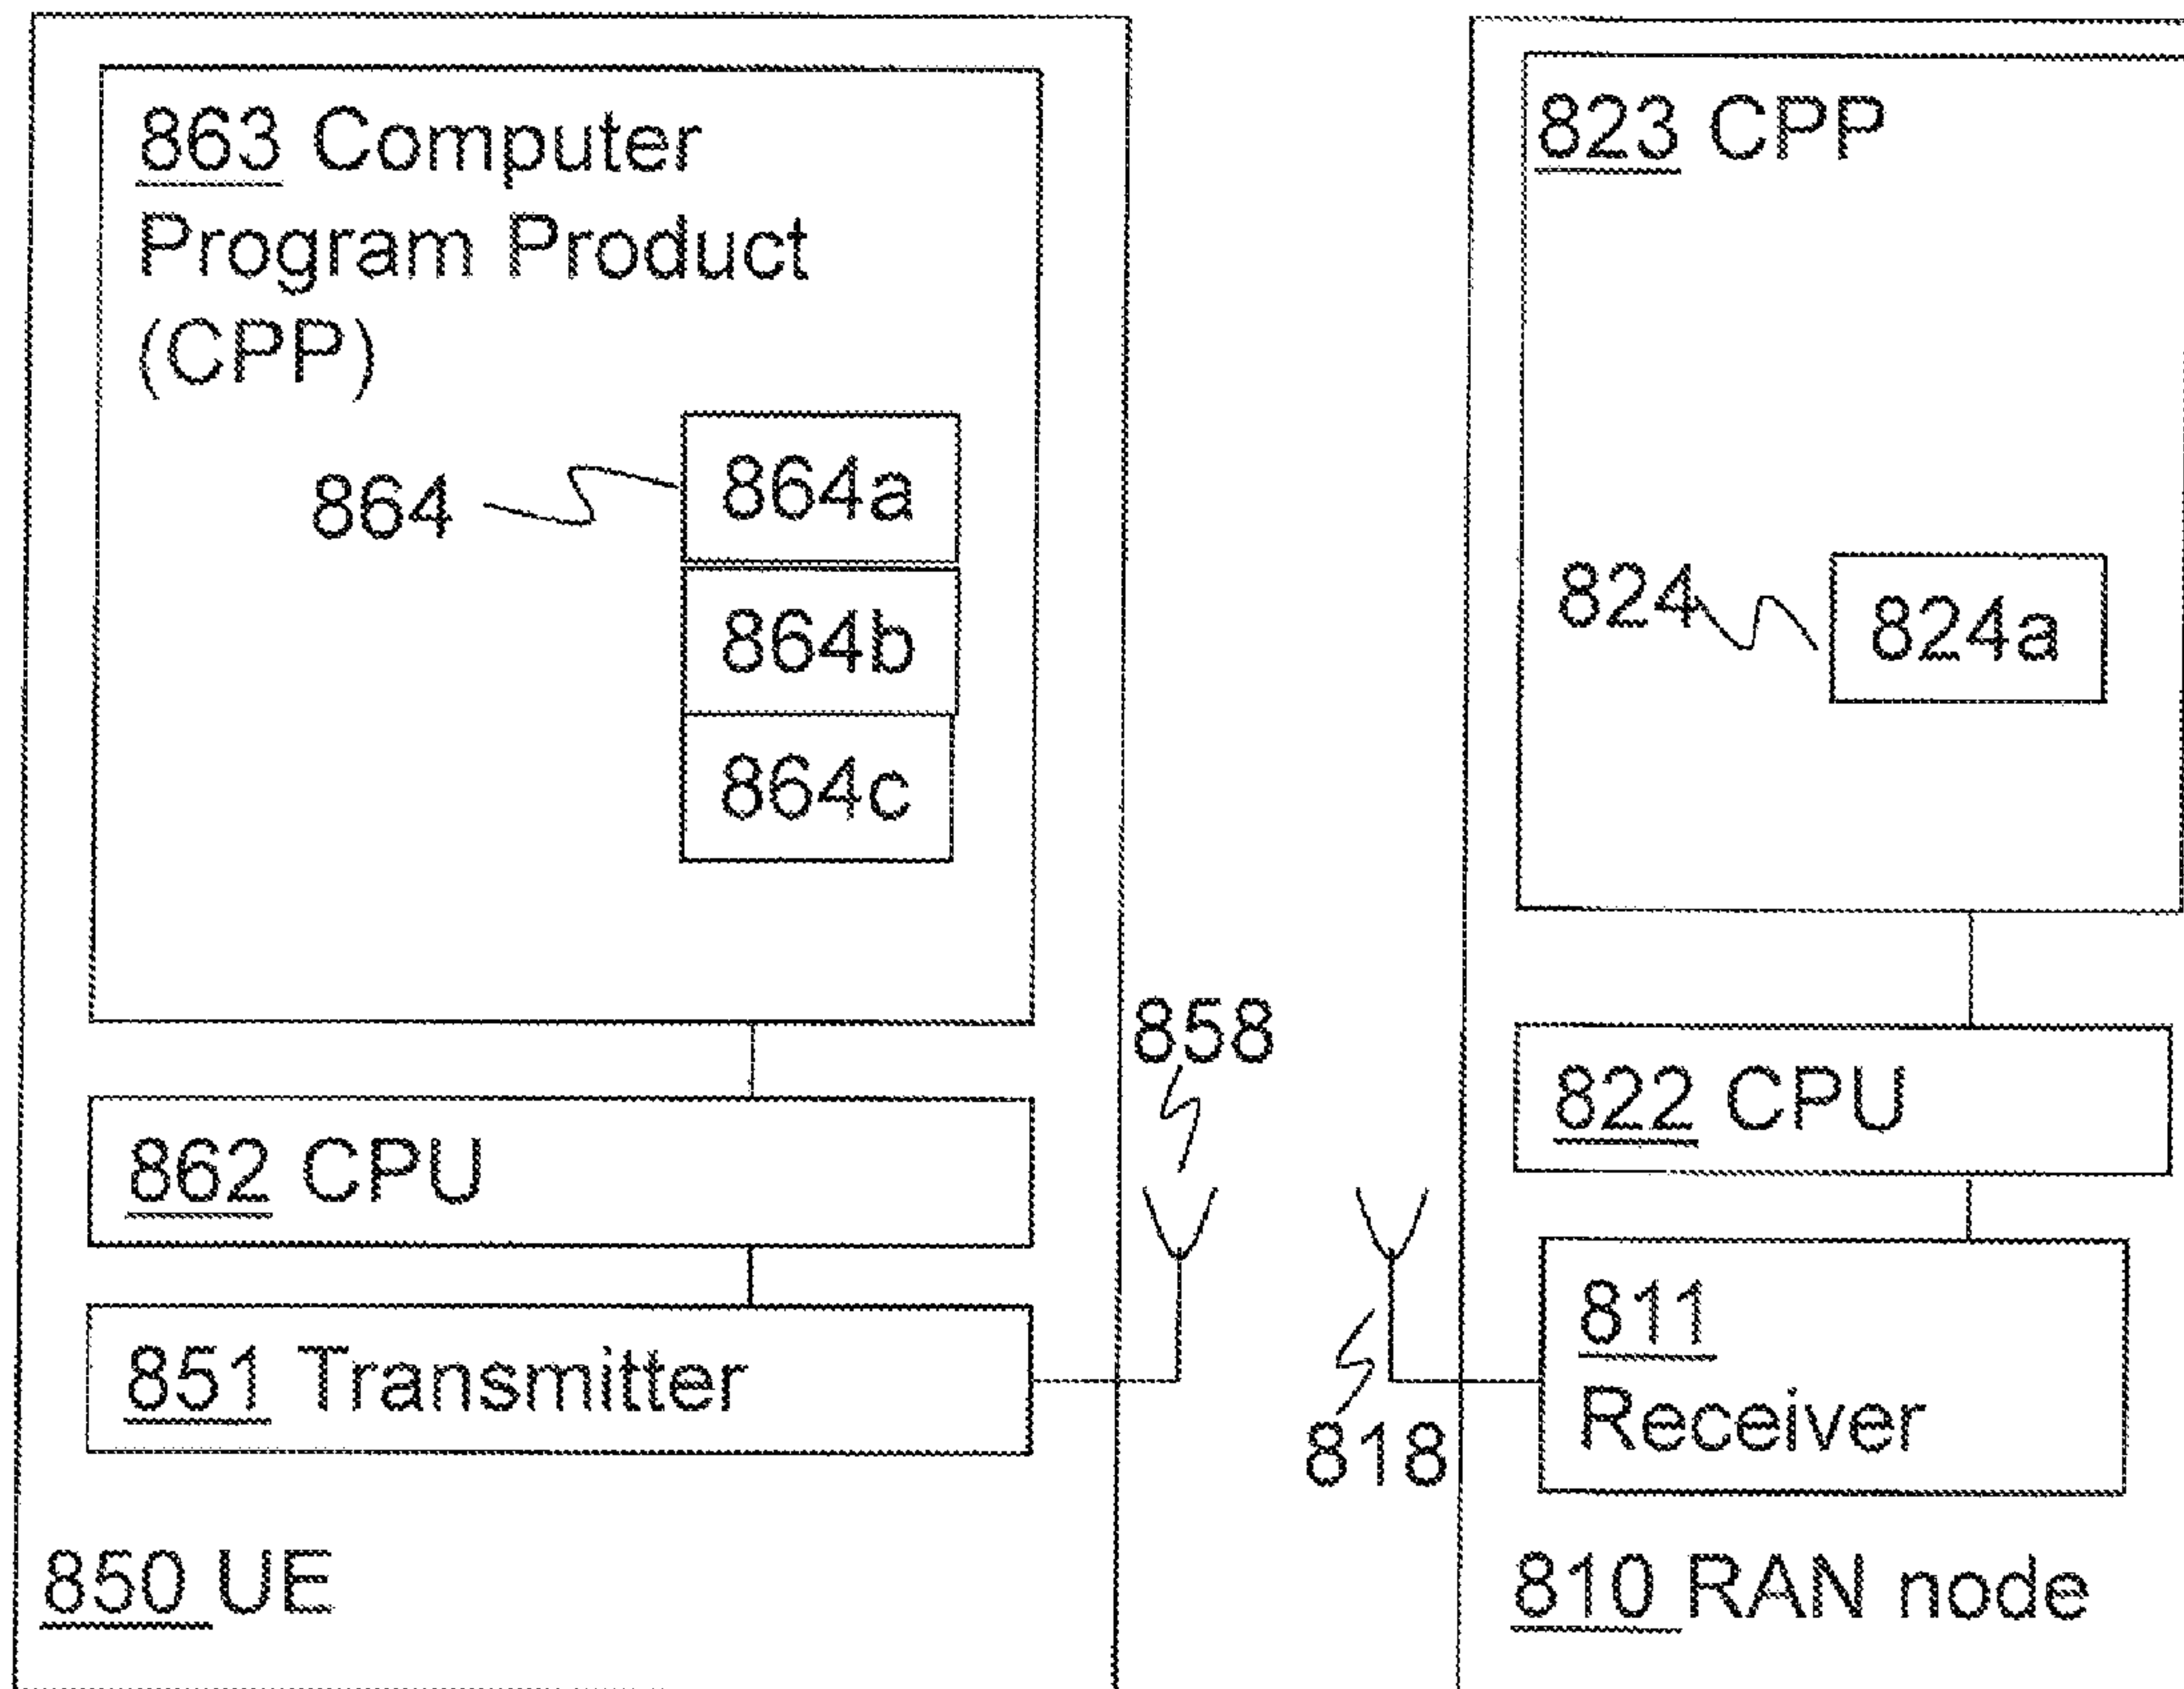 863 Computer
Program Product
(CPP)
864
864a
864b
864c
862 CPU
851 Transmitter
850 UE
858
818
823 CPP
824
824a
822 CPU
811
Receiver
810 RAN node